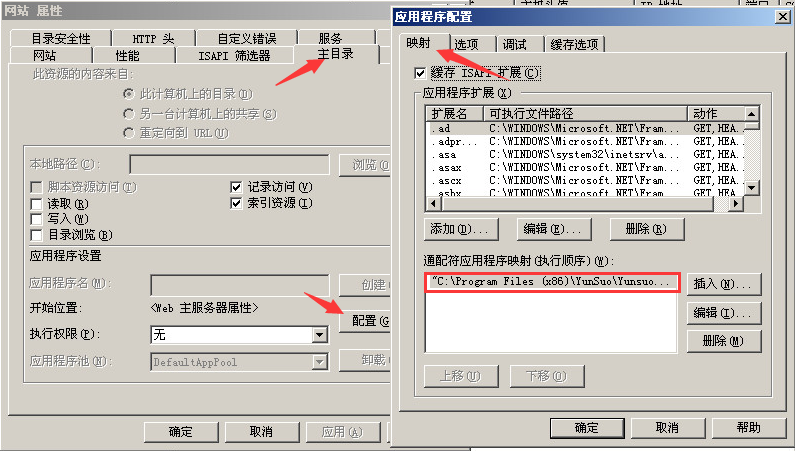 网站 属性
目录安全性 HTTP 头 自定义错误 服务
网站 性能 ISAPI 筛选器 主目录
此资源的内容来自:
此计算机上的目录(D)
另一台计算机上的共享(S)
重定向到 URL(U)
本地路径(C): 浏览(O
脚本资源访问(T) 记录访问(V)
读取(R) 索引资源(I)
写入(W)
目录浏览(B)
应用程序设置
应用程序名(M): 创建
开始位置: <Web 主服务器属性> 配置(G
执行权限(P): 无
应用程序池(N): DefaultAppPool 卸载
确定 取消 应用(A)
应用程序配置
映射 选项 调试 缓存选项
缓存 ISAPI 扩展(C)
应用程序扩展(X)
扩展名 可执行文件路径 动作
.ad C:\WINDOWS\Microsoft.NET\Fram... GET,HEA...
.adpr... C:\WINDOWS\Microsoft.NET\Fram... GET,HEA...
.asa C:\WINDOWS\system32\inetsrv\a... GET,HEA...
.asax C:\WINDOWS\Microsoft.NET\Fram... GET,HEA...
.ascx C:\WINDOWS\Microsoft.NET\Fram... GET,HEA...
.ashx C:\WINDOWS\Microsoft.NET\Fram... GET,HEA
添加(D)... 编辑(E)... 删除(R)
通配符应用程序映射(执行顺序)(W):
"C:\Program Files (x86)\YunSuo\Yunsuo... 插入(N)...
编辑(I)...
删除(M)
上移(U) 下移(O)
确定 取消 帮助